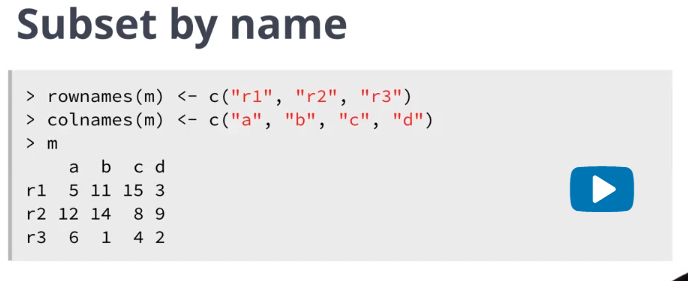 Subset by name
> rownames(m) <- c("r1", "r2", "r3")
> colnames(m) <- c("a", "b", "c", "d")
> m
    a  b  c d
r1  5 11 15 3
r2 12 14  8 9
r3  6  1  4 2